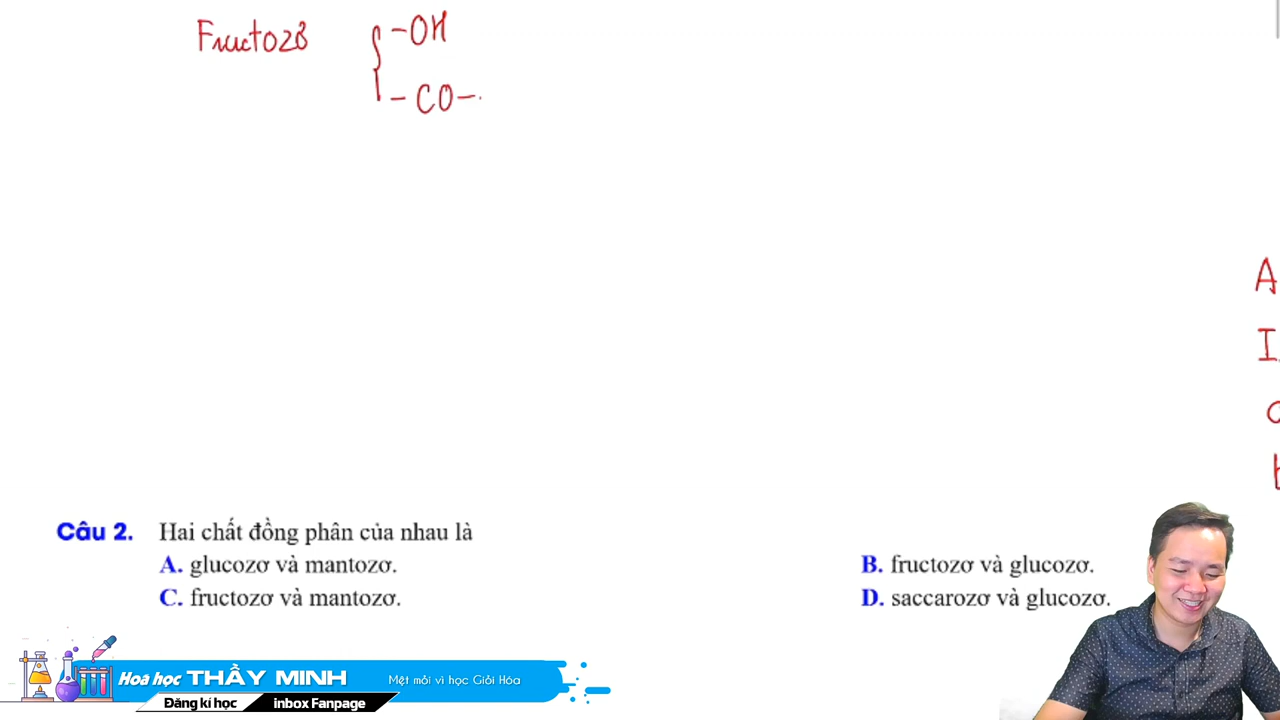 Fructozơ
-OH
-CO-
A
I
Câu 2. Hai chất đồng phân của nhau là
A. glucozơ và mantozơ. B. fructozơ và glucozơ.
C. fructozơ và mantozơ. D. saccarozơ và glucozơ.
Hoá học THẦY MINH Mệt mỏi vì học Giỏi Hóa
Đăng kí học inbox Fanpage